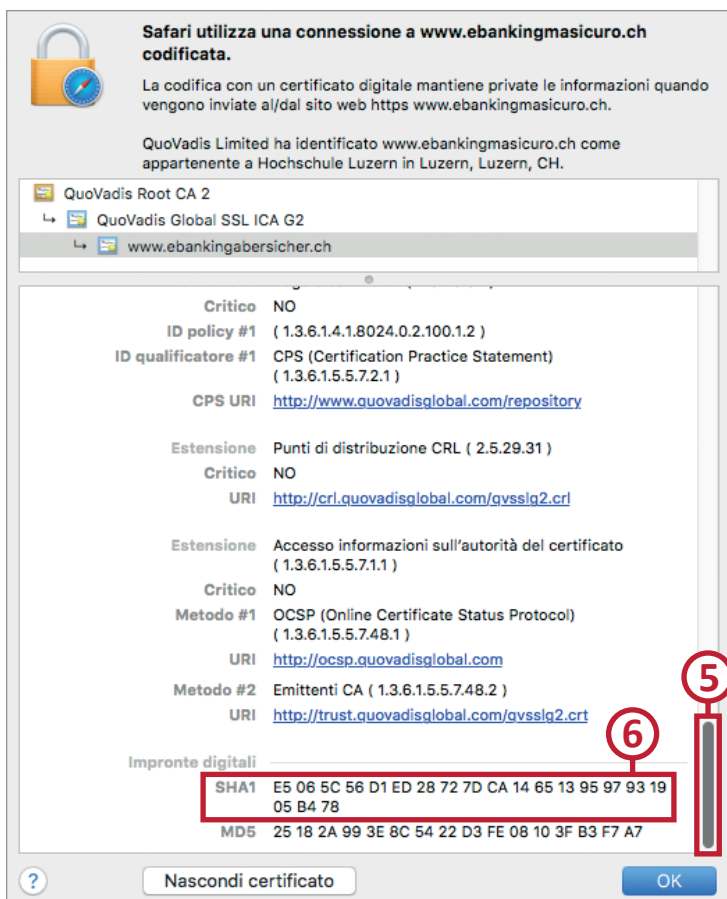 Safari utilizza una connessione a www.ebankingmasicuro.ch
codificata.
La codifica con un certificato digitale mantiene private le informazioni quando
vengono inviate al/dal sito web https www.ebankingmasicuro.ch.
QuoVadis Limited ha identificato www.ebankingmasicuro.ch come
appartenente a Hochschule Luzern in Luzern, Luzern, CH.
QuoVadis Root CA 2
↳ QuoVadis Global SSL ICA G2
↳ www.ebankingabersicher.ch
Critico NO
ID policy #1 ( 1.3.6.1.4.1.8024.0.2.100.1.2 )
ID qualificatore #1 CPS (Certification Practice Statement)
( 1.3.6.1.5.5.7.2.1 )
CPS URI http://www.quovadisglobal.com/repository
Estensione Punti di distribuzione CRL ( 2.5.29.31 )
Critico NO
URI http://crl.quovadisglobal.com/qvsslg2.crl
Estensione Accesso informazioni sull'autorità del certificato
( 1.3.6.1.5.5.7.1.1 )
Critico NO
Metodo #1 OCSP (Online Certificate Status Protocol)
( 1.3.6.1.5.5.7.48.1 )
URI http://ocsp.quovadisglobal.com
5
Metodo #2 Emittenti CA ( 1.3.6.1.5.5.7.48.2 )
URI http://trust.quovadisglobal.com/qvsslg2.crt
6
Impronte digitali
SHA1 E5 06 5C 56 D1 ED 28 72 7D CA 14 65 13 95 97 93 19
05 B4 78
MD5 25 18 2A 99 3E 8C 54 22 D3 FE 08 10 3F B3 F7 A7
? Nascondi certificato OK